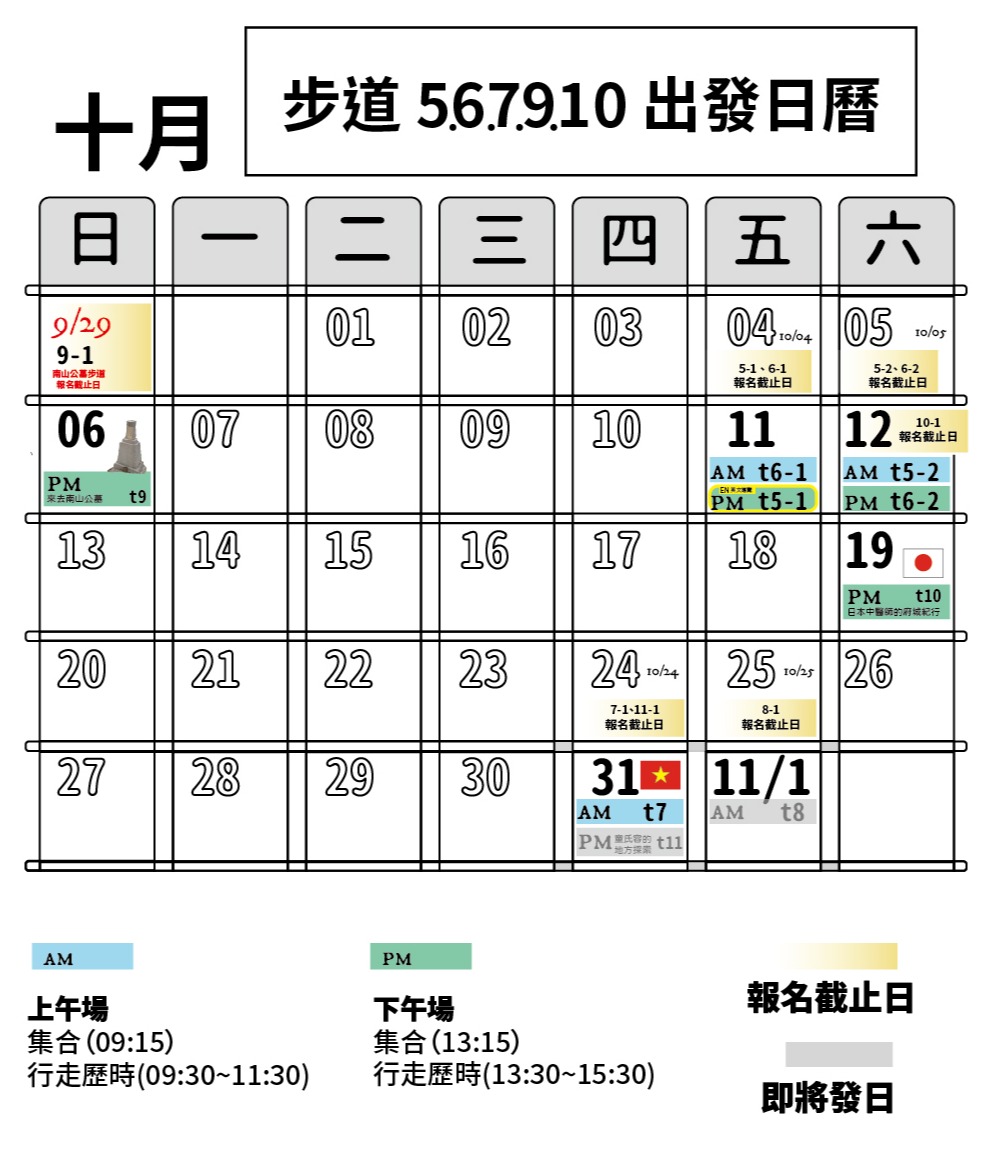 十月
步道 5.6.7.9.10 出發日曆
日 一 二 三 四 五 六
9/29
9-1
南山公墓步道
報名截止日
01
02
03
04 10/04
5-1、6-1
報名截止日
05 10/05
5-2、6-2
報名截止日
06
PM
來去南山公墓 t9
07
08
09
10
11
AM t6-1
EN 英文導覽
PM t5-1
12
10-1
報名截止日
AM t5-2
PM t6-2
13
14
15
16
17
18
19
PM t10
日本中醫師的府城紀行
20
21
22
23
24 10/24
7-1、11-1
報名截止日
25 10/25
8-1
報名截止日
26
27
28
29
30
31
AM t7
PM t11
氏容的
地方探索
11/1
AM t8
AM
上午場
集合（09:15）
行走歷時(09:30~11:30)
PM
下午場
集合（13:15）
行走歷時(13:30~15:30)
報名截止日
即將發日